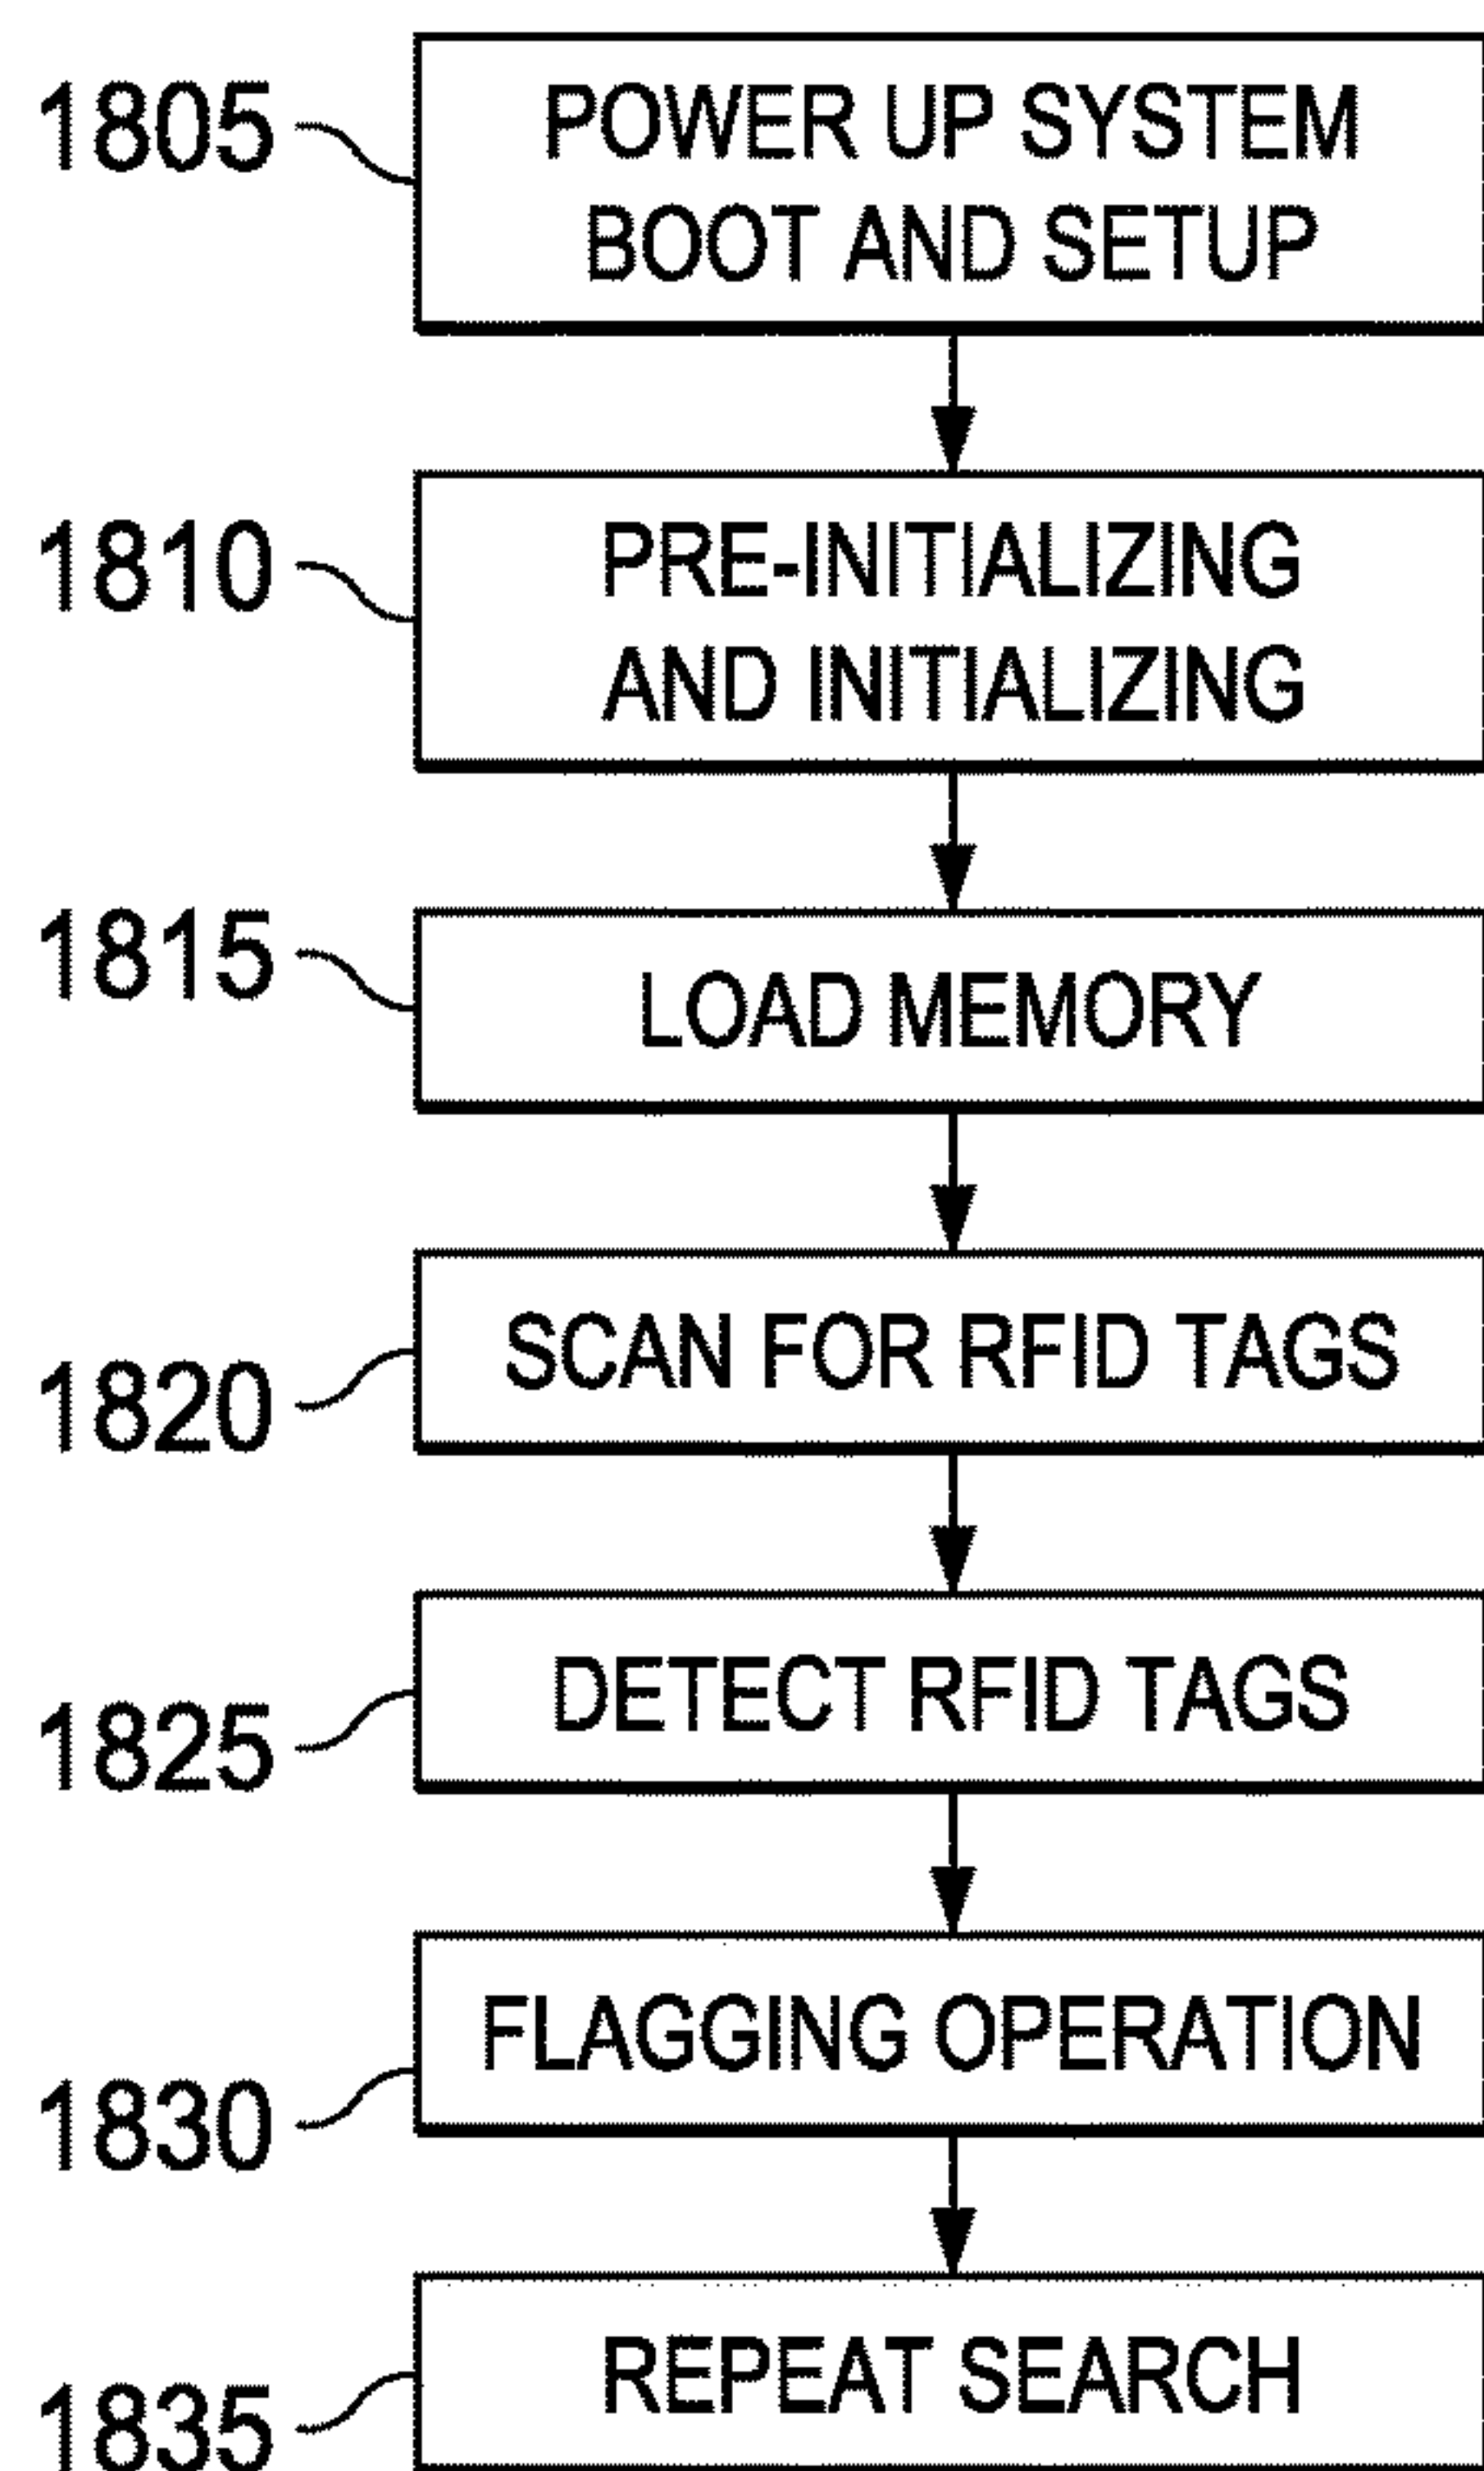 1805
POWER UP SYSTEM
BOOT AND SETUP
1810
PRE-INITIALIZING
AND INITIALIZING
1815
LOAD MEMORY
1820
SCAN FOR RFID TAGS
1825
DETECT RFID TAGS
1830
FLAGGING OPERATION
1835
REPEAT SEARCH